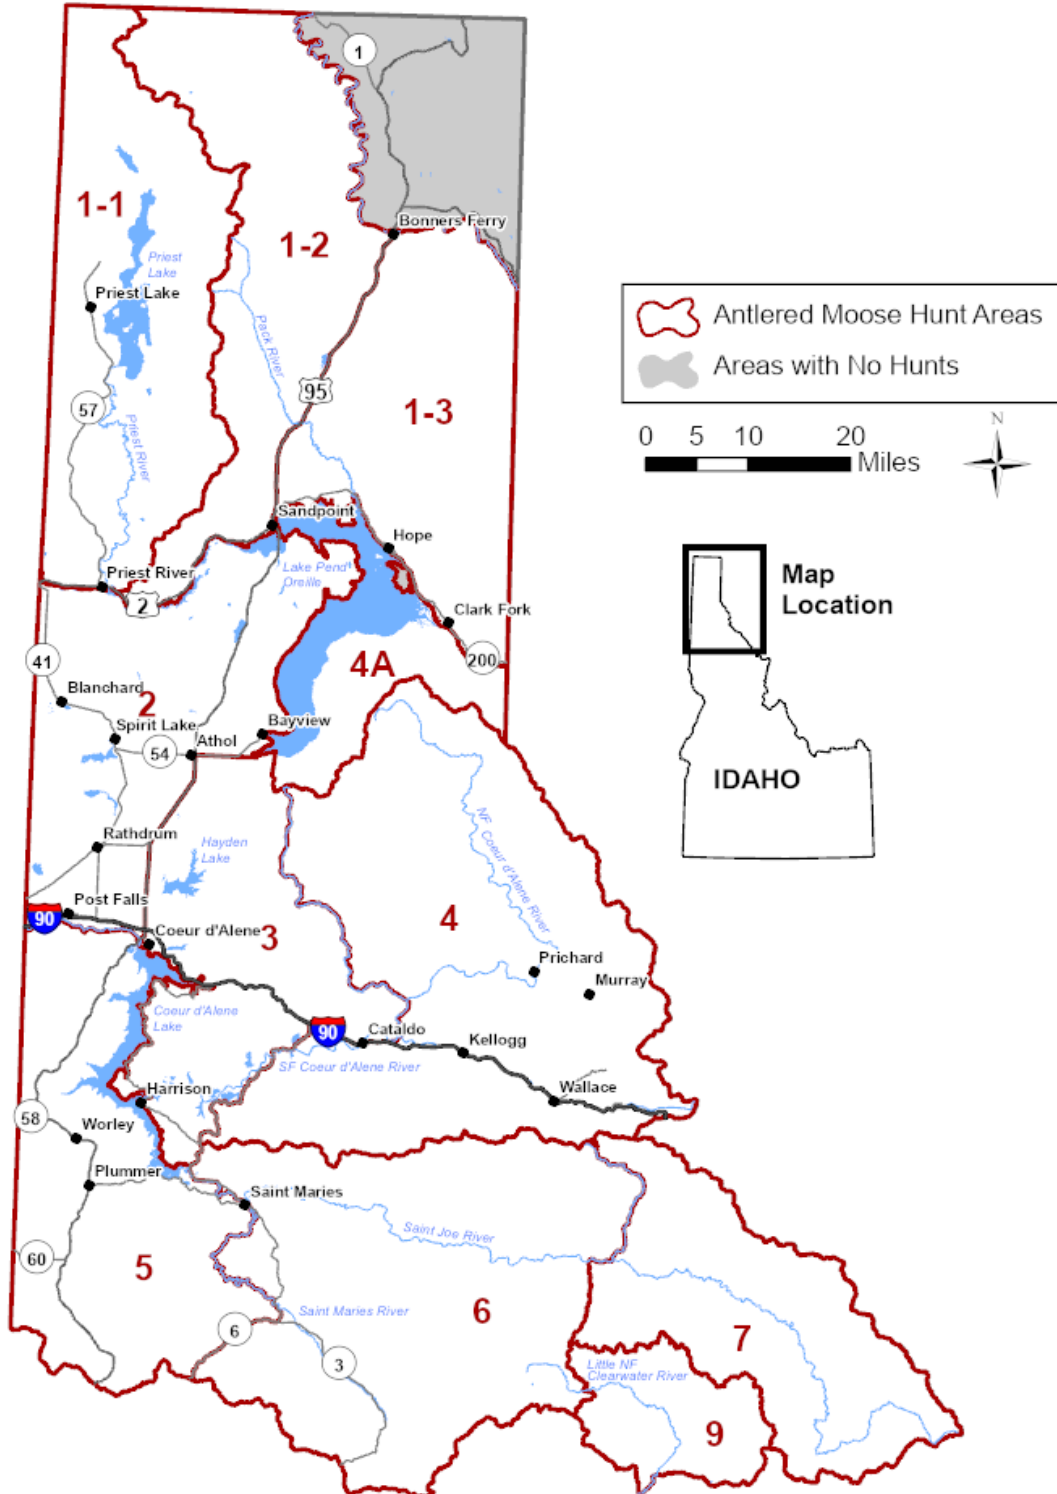 1
1-1
Bonners Ferry
1-2
Priest
Lake
Priest Lake
Antlered Moose Hunt Areas
Pack River
Areas with No Hunts
95
57
1-3
Priest River
0 5 10 20
Miles
N
Sandpoint
Hope
Lake Pend
Oreille
Priest River
2
Map
Location
Clark Fork
41
4A
200
Blanchard
2
Spirit Lake
Bayview
54
Athol
IDAHO
NF Coeur d'Alene River
Rathdrum
Hayden
Lake
Post Falls
90
4
Coeur d'Alene
3
Prichard
Murray
Coeur d'Alene
Lake
90
Cataldo
Kellogg
SF Coeur d'Alene River
Harrison
Wallace
58
Worley
Plummer
Saint Maries
Saint Joe River
60
5
Saint Maries River
6
6
7
3
Little NF
Clearwater River
9